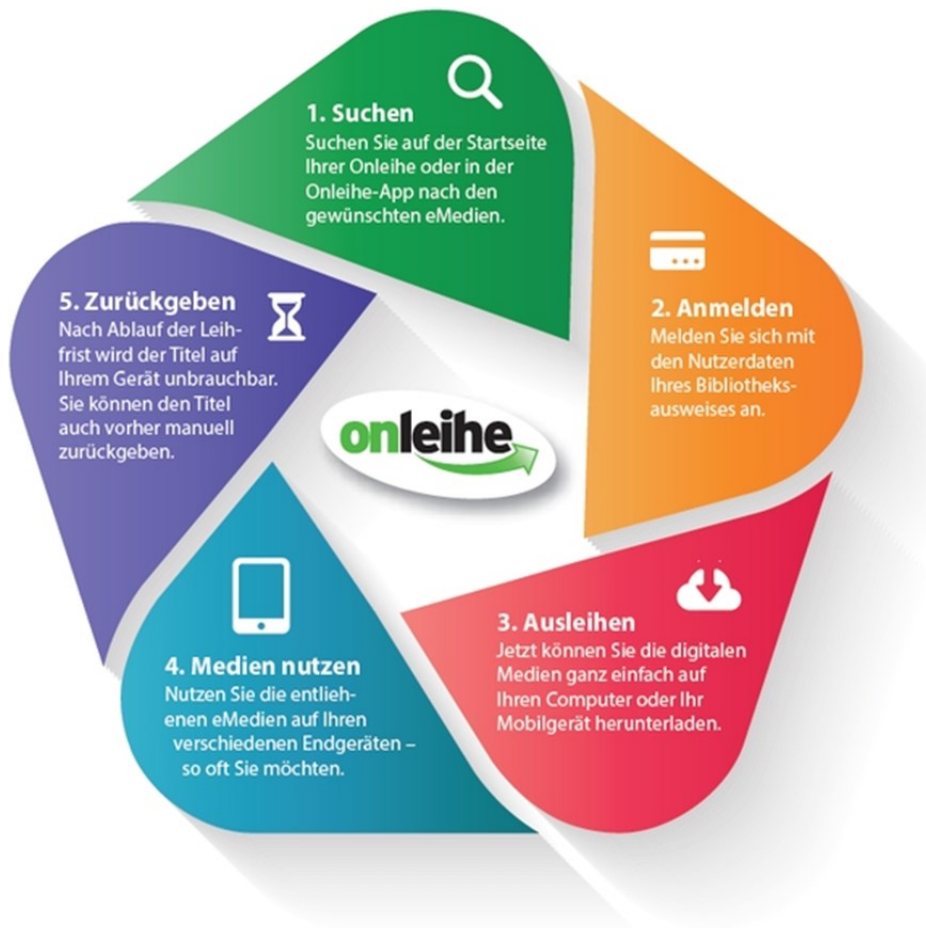 1. Suchen
Suchen Sie auf der Startseite
Ihrer Onleihe oder in der
Onleihe-App nach den
gewünschten eMedien.
2. Anmelden
Melden Sie sich mit
den Nutzerdaten
Ihres Bibliotheks-
ausweises an.
3. Ausleihen
Jetzt können Sie die digitalen
Medien ganz einfach auf
Ihren Computer oder Ihr
Mobilgerät herunterladen.
4. Medien nutzen
Nutzen Sie die entlieh-
enen eMedien auf Ihren
verschiedenen Endgeräten –
so oft Sie möchten.
5. Zurückgeben
Nach Ablauf der Leih-
frist wird der Titel auf
Ihrem Gerät unbrauchbar.
Sie können den Titel
auch vorher manuell
zurückgeben.
onleihe